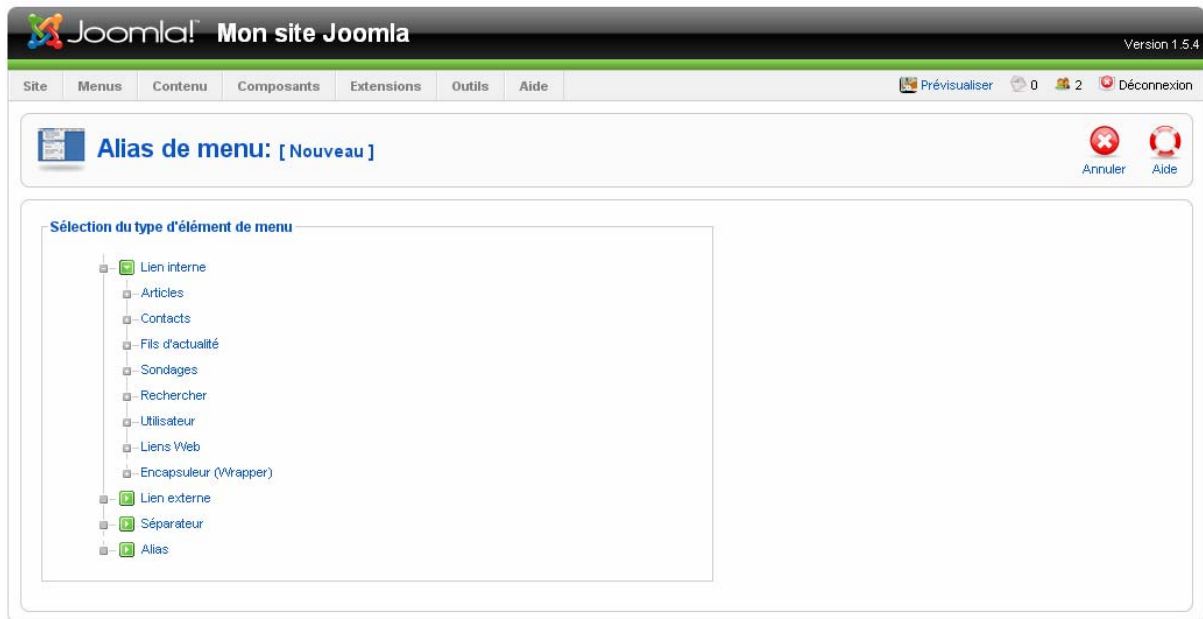 Joomla! Mon site Joomla
Version 1.5.4
Site Menus Contenu Composants Extensions Outils Aide Prévisualiser 0 2 Déconnexion
Alias de menu: [ Nouveau ]
Annuler Aide
Sélection du type d'élément de menu
Lien interne
Articles
Contacts
Fils d'actualité
Sondages
Rechercher
Utilisateur
Liens Web
Encapsuleur (Wrapper)
Lien externe
Séparateur
Alias